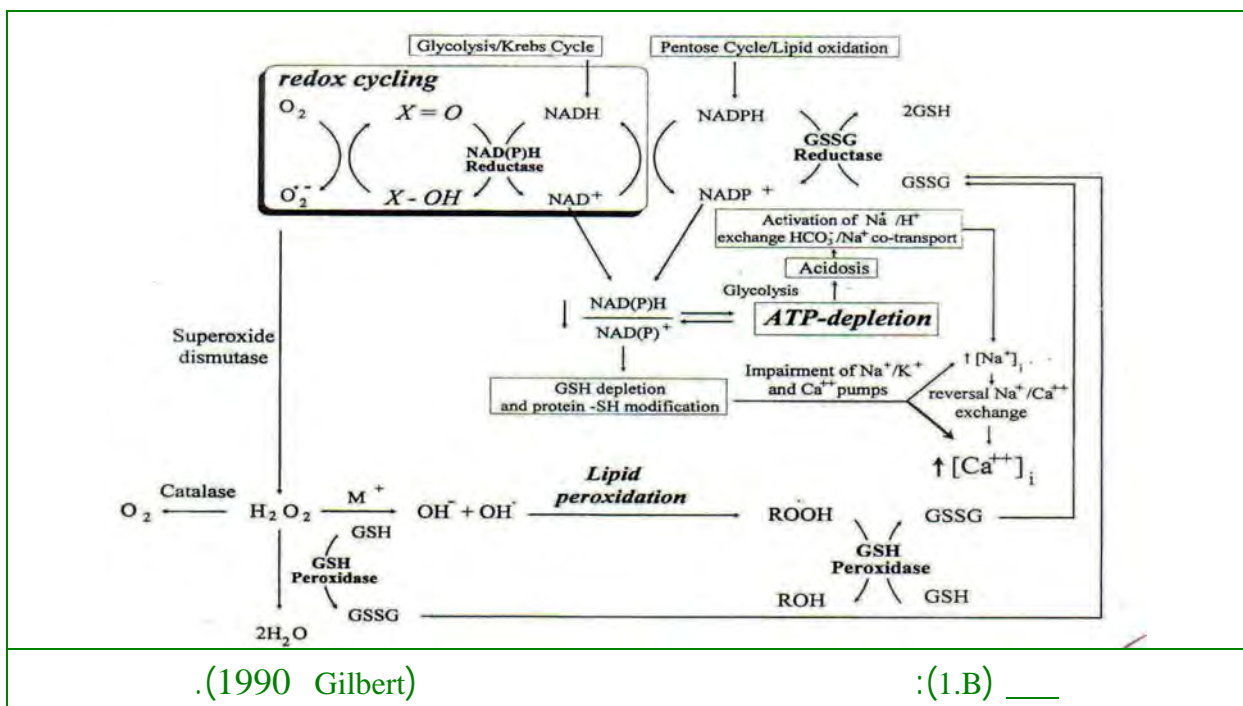 Glycolysis/Krebs Cycle
Pentose Cycle/Lipid oxidation
redox cycling
O2
X = O
NADH
NADPH
2GSH
NAD(P)H
Reductase
GSSG
Reductase
O2•-
X - OH
NAD+
NADP +
GSSG
Activation of Na+/H+
exchange HCO3-/Na+ co-transport
Acidosis
Glycolysis
NAD(P)H
NAD(P)+
ATP-depletion
Superoxide
dismutase
GSH depletion
and protein -SH modification
Impairment of Na+/K+
and Ca++ pumps
↑ [Na+]i
reversal Na+/Ca++
exchange
↑ [Ca++]i
Lipid
peroxidation
O2
Catalase
H2O2
M +
GSH
OH- + OH·
ROOH
GSSG
GSH
Peroxidase
GSH
Peroxidase
GSSG
ROH
GSH
2H2O
.(1990 Gilbert)
:(1.B)